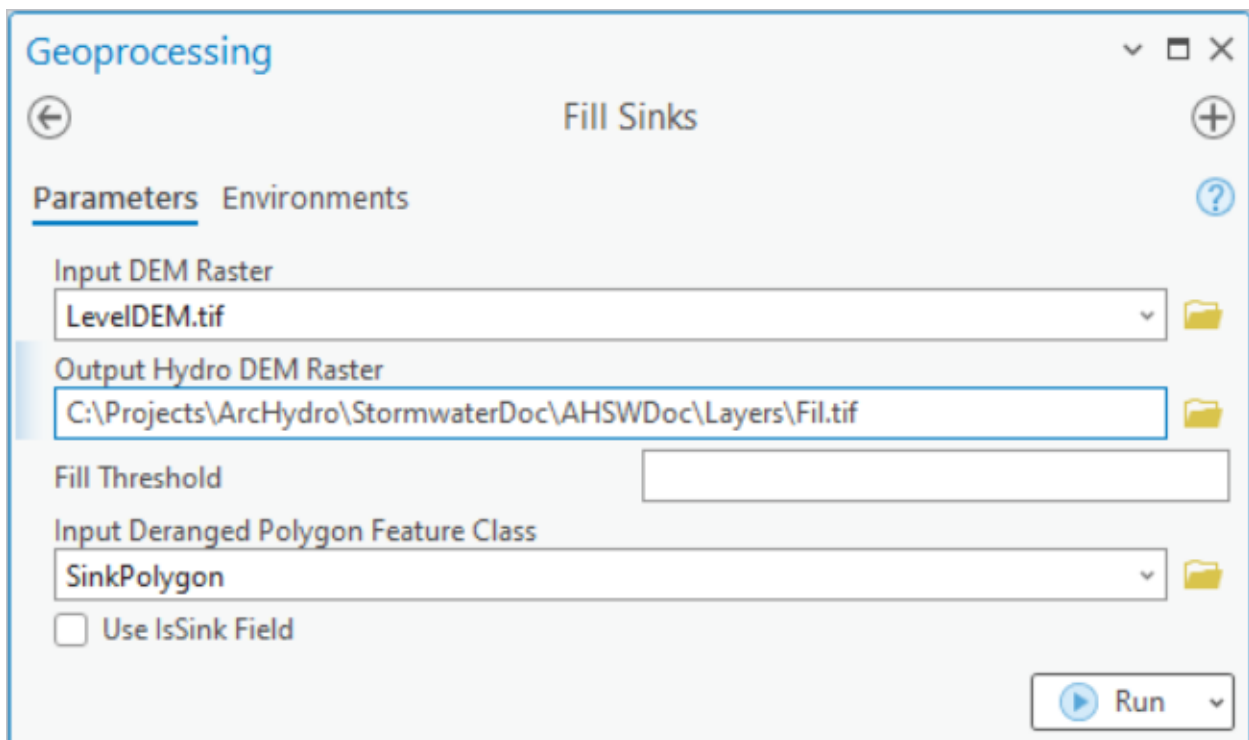 Geoprocessing
Fill Sinks
Parameters Environments
Input DEM Raster
LevelDEM.tif
Output Hydro DEM Raster
C:\Projects\ArcHydro\StormwaterDoc\AHSWDoc\Layers\Fil.tif
Fill Threshold
Input Deranged Polygon Feature Class
SinkPolygon
Use IsSink Field
Run